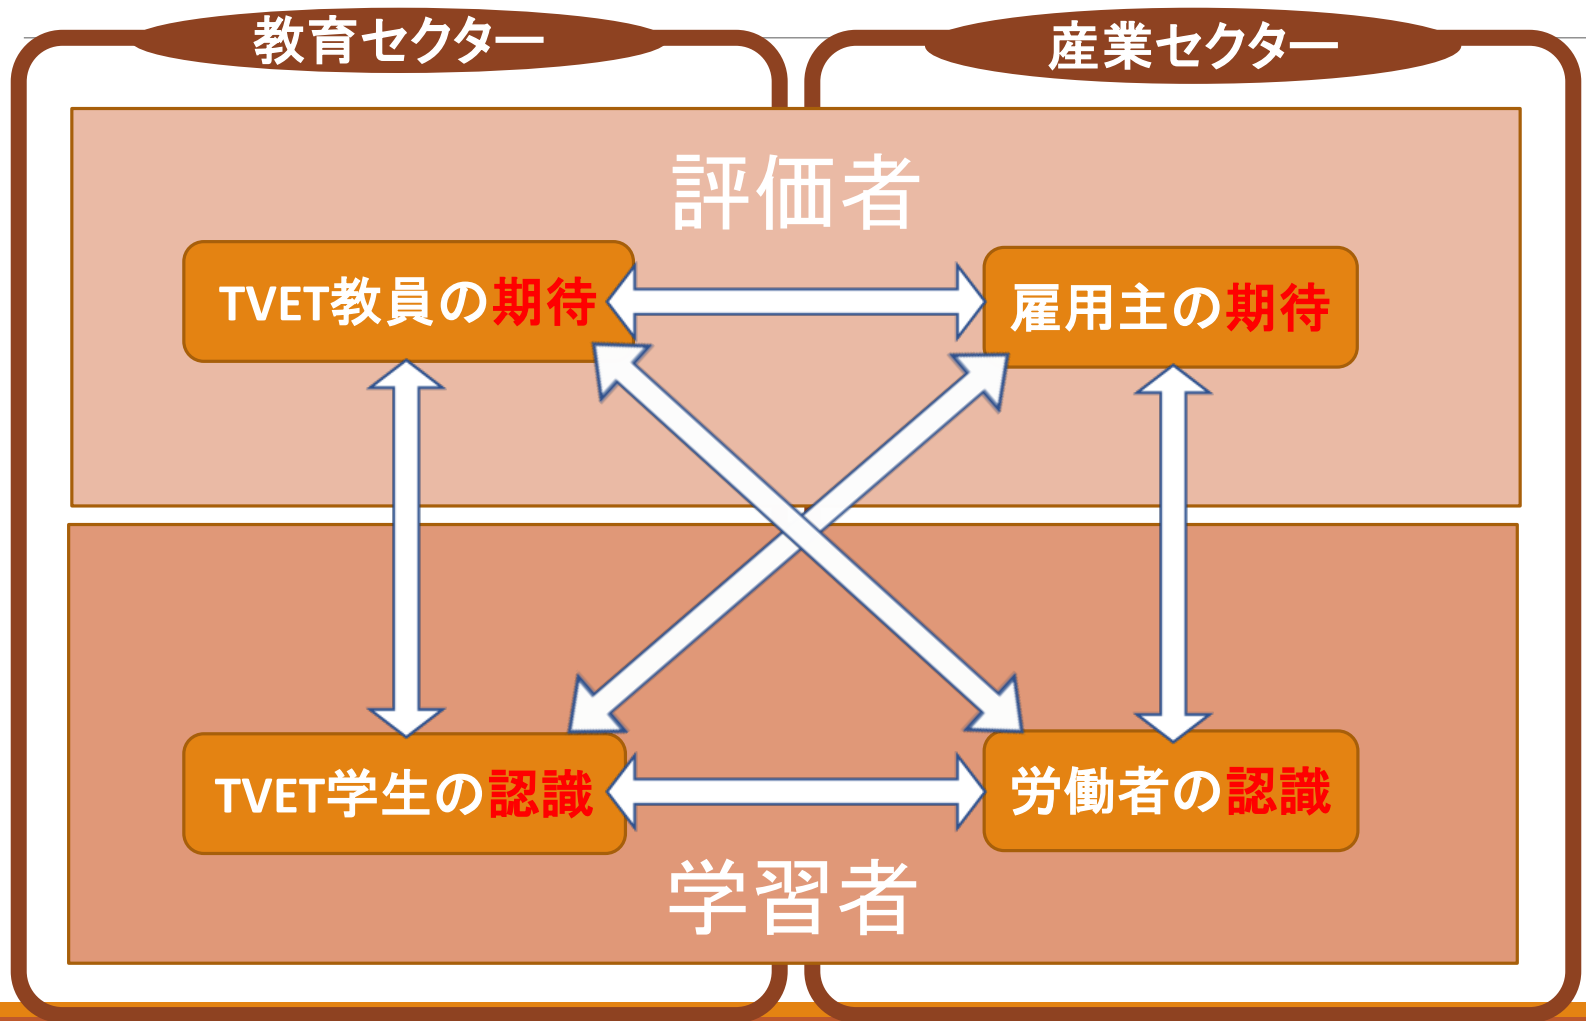 教育セクター
産業セクター
評価者
TVET教員の期待
雇用主の期待
TVET学生の認識
労働者の認識
学習者